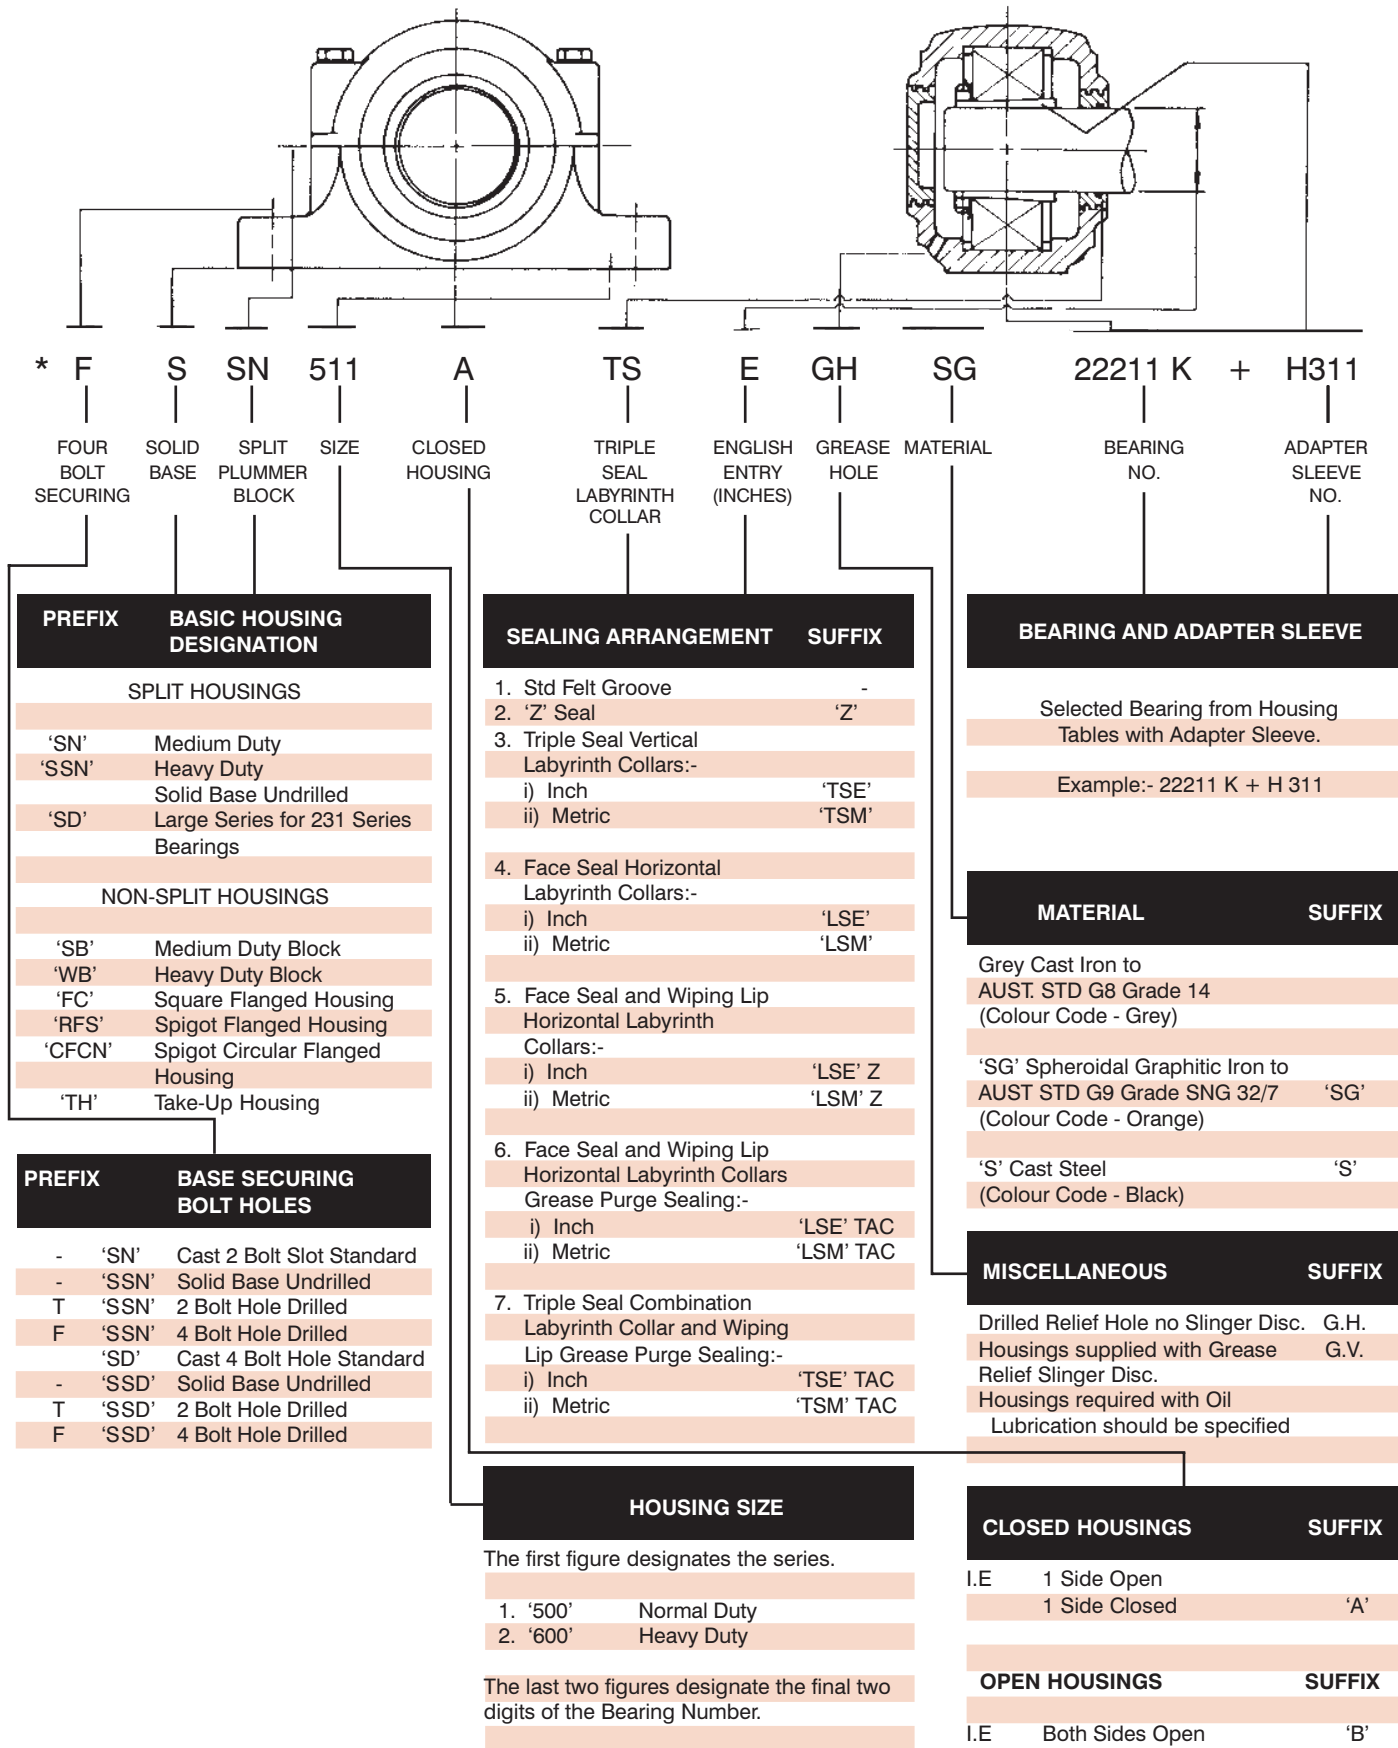 * F S SN 511 A TS E GH SG 22211 K + H311
FOUR
BOLT
SECURING
SOLID
BASE
SPLIT
PLUMMER
BLOCK
SIZE
CLOSED
HOUSING
TRIPLE
SEAL
LABYRINTH
COLLAR
ENGLISH
ENTRY
(INCHES)
GREASE
HOLE
MATERIAL
BEARING
NO.
ADAPTER
SLEEVE
NO.
PREFIX BASIC HOUSING
DESIGNATION
SPLIT HOUSINGS
‘SN’ Medium Duty
‘SSN’ Heavy Duty
Solid Base Undrilled
‘SD’ Large Series for 231 Series
Bearings
NON-SPLIT HOUSINGS
‘SB’ Medium Duty Block
‘WB’ Heavy Duty Block
‘FC’ Square Flanged Housing
‘RFS’ Spigot Flanged Housing
‘CFCN’ Spigot Circular Flanged
Housing
‘TH’ Take-Up Housing
PREFIX BASE SECURING
BOLT HOLES
- ‘SN’ Cast 2 Bolt Slot Standard
- ‘SSN’ Solid Base Undrilled
T ‘SSN’ 2 Bolt Hole Drilled
F ‘SSN’ 4 Bolt Hole Drilled
‘SD’ Cast 4 Bolt Hole Standard
- ‘SSD’ Solid Base Undrilled
T ‘SSD’ 2 Bolt Hole Drilled
F ‘SSD’ 4 Bolt Hole Drilled
SEALING ARRANGEMENT SUFFIX
1. Std Felt Groove -
2. ‘Z’ Seal ‘Z’
3. Triple Seal Vertical
Labyrinth Collars:-
i) Inch ‘TSE’
ii) Metric ‘TSM’
4. Face Seal Horizontal
Labyrinth Collars:-
i) Inch ‘LSE’
ii) Metric ‘LSM’
5. Face Seal and Wiping Lip
Horizontal Labyrinth
Collars:-
i) Inch ‘LSE’ Z
ii) Metric ‘LSM’ Z
6. Face Seal and Wiping Lip
Horizontal Labyrinth Collars
Grease Purge Sealing:-
i) Inch ‘LSE’ TAC
ii) Metric ‘LSM’ TAC
7. Triple Seal Combination
Labyrinth Collar and Wiping
Lip Grease Purge Sealing:-
i) Inch ‘TSE’ TAC
ii) Metric ‘TSM’ TAC
HOUSING SIZE
The first figure designates the series.
1. ‘500’ Normal Duty
2. ‘600’ Heavy Duty
The last two figures designate the final two
digits of the Bearing Number.
BEARING AND ADAPTER SLEEVE
Selected Bearing from Housing
Tables with Adapter Sleeve.
Example:- 22211 K + H 311
MATERIAL SUFFIX
Grey Cast Iron to
AUST. STD G8 Grade 14
(Colour Code - Grey)
‘SG’ Spheroidal Graphitic Iron to
AUST STD G9 Grade SNG 32/7 ‘SG’
(Colour Code - Orange)
‘S’ Cast Steel ‘S’
(Colour Code - Black)
MISCELLANEOUS SUFFIX
Drilled Relief Hole no Slinger Disc. G.H.
Housings supplied with Grease G.V.
Relief Slinger Disc.
Housings required with Oil
Lubrication should be specified
CLOSED HOUSINGS SUFFIX
I.E 1 Side Open
1 Side Closed ‘A’
OPEN HOUSINGS SUFFIX
I.E Both Sides Open ‘B’